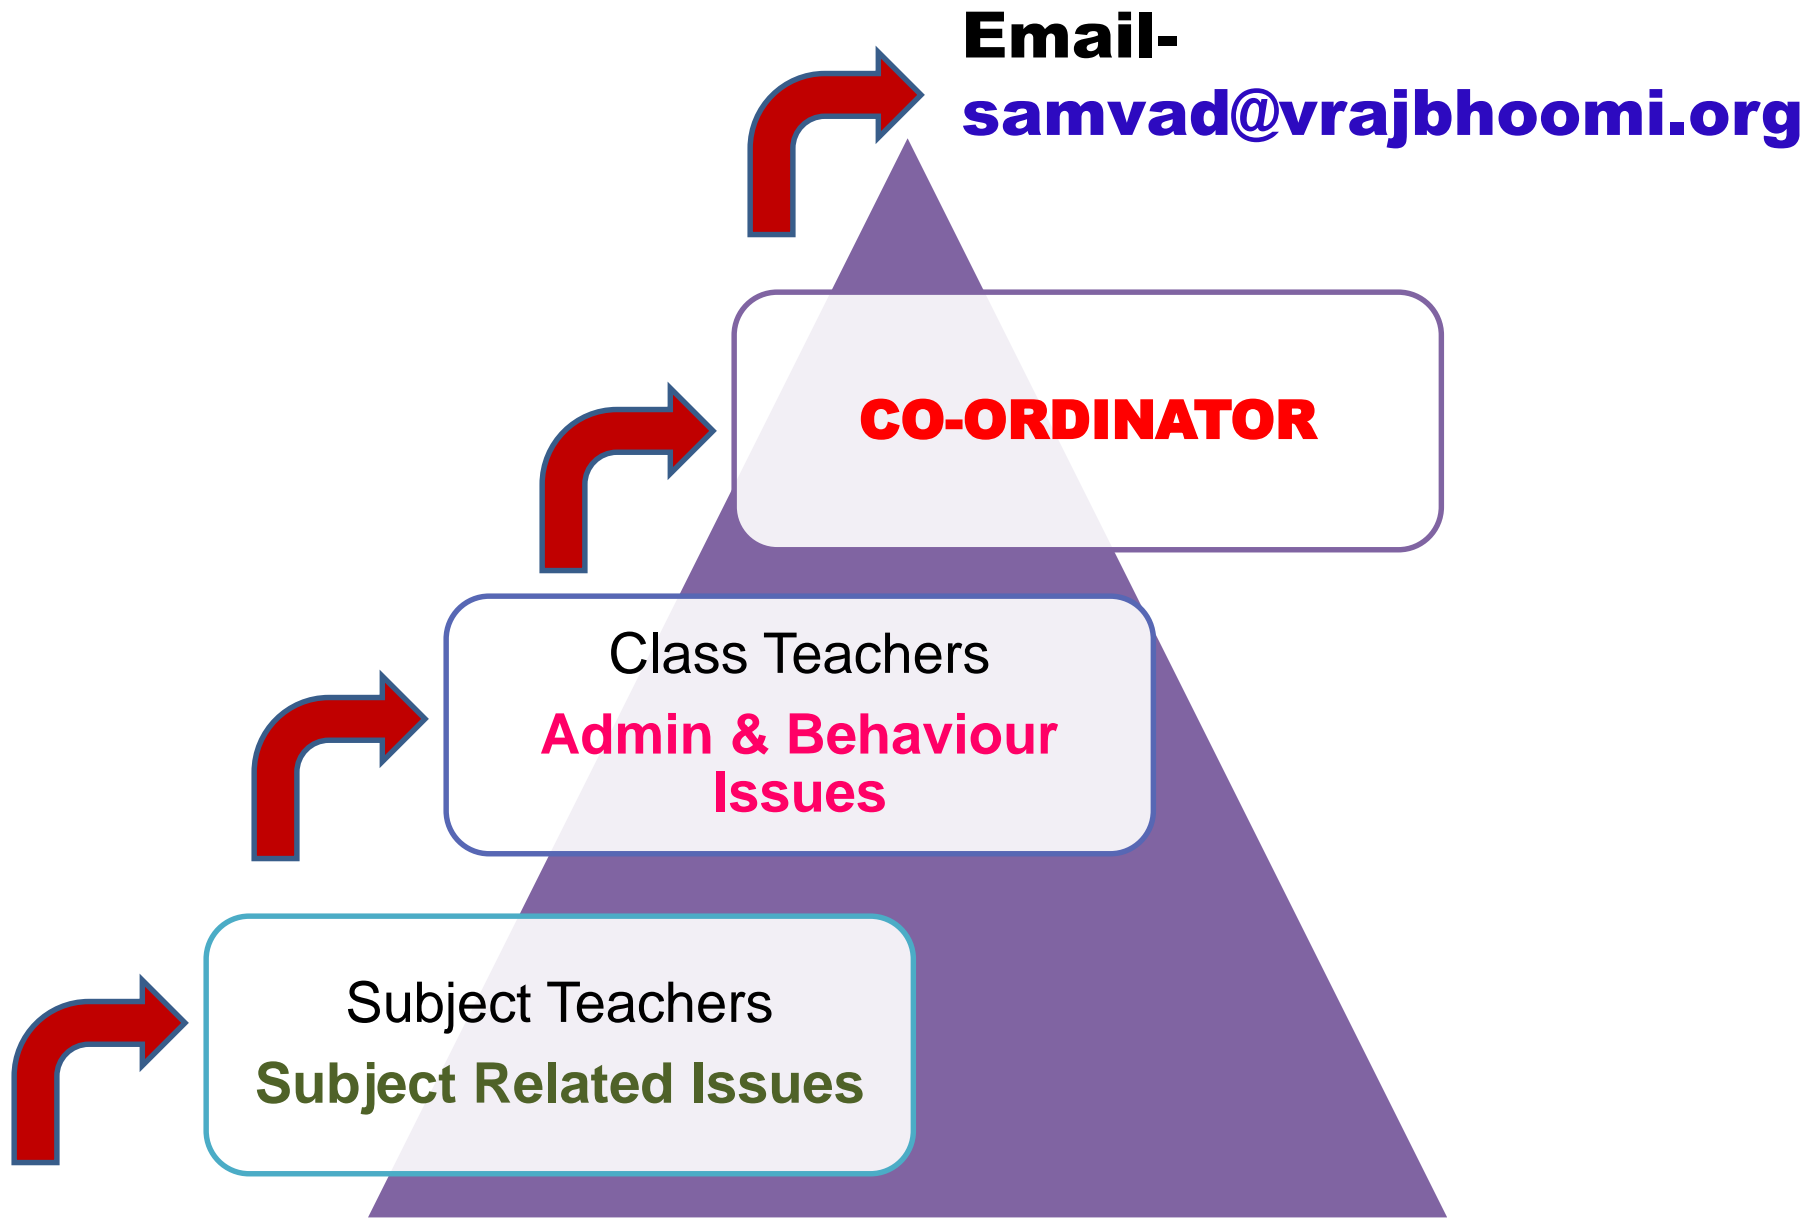 Email-
samvad@vrajbhoomi.org
CO-ORDINATOR
Class Teachers
Admin & Behaviour
Issues
Subject Teachers
Subject Related Issues